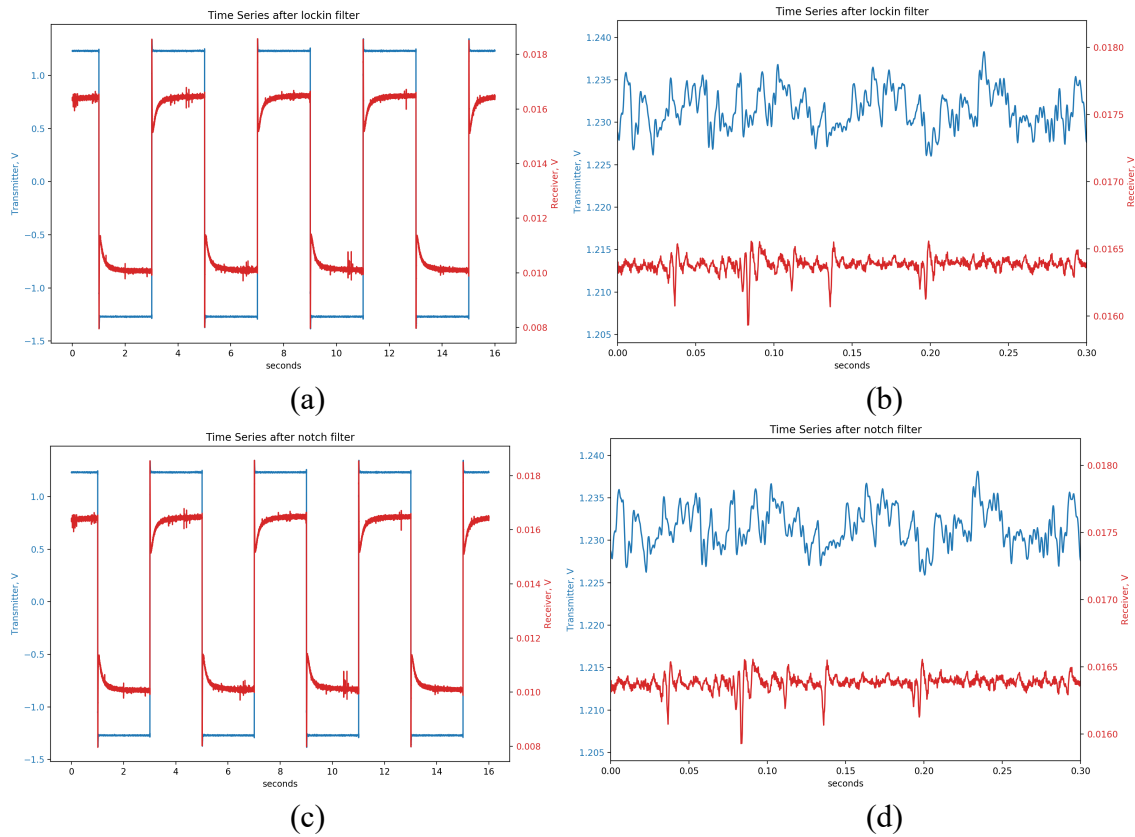 Time Series after lockin filter
Transmitter, V
1.0
0.5
0.0
−0.5
−1.0
−1.5
0 2 4 6 8 10 12 14 16
seconds
0.018
0.016
0.014
0.012
0.010
0.008
Receiver, V
(a)
Time Series after lockin filter
Transmitter, V
1.240
1.235
1.230
1.225
1.220
1.215
1.210
1.205
0.00 0.05 0.10 0.15 0.20 0.25 0.30
seconds
0.0180
0.0175
0.0170
0.0165
0.0160
Receiver, V
(b)
Time Series after notch filter
Transmitter, V
1.0
0.5
0.0
−0.5
−1.0
−1.5
0 2 4 6 8 10 12 14 16
seconds
0.018
0.016
0.014
0.012
0.010
0.008
Receiver, V
(c)
Time Series after notch filter
Transmitter, V
1.240
1.235
1.230
1.225
1.220
1.215
1.210
1.205
0.00 0.05 0.10 0.15 0.20 0.25 0.30
seconds
0.0180
0.0175
0.0170
0.0165
0.0160
Receiver, V
(d)